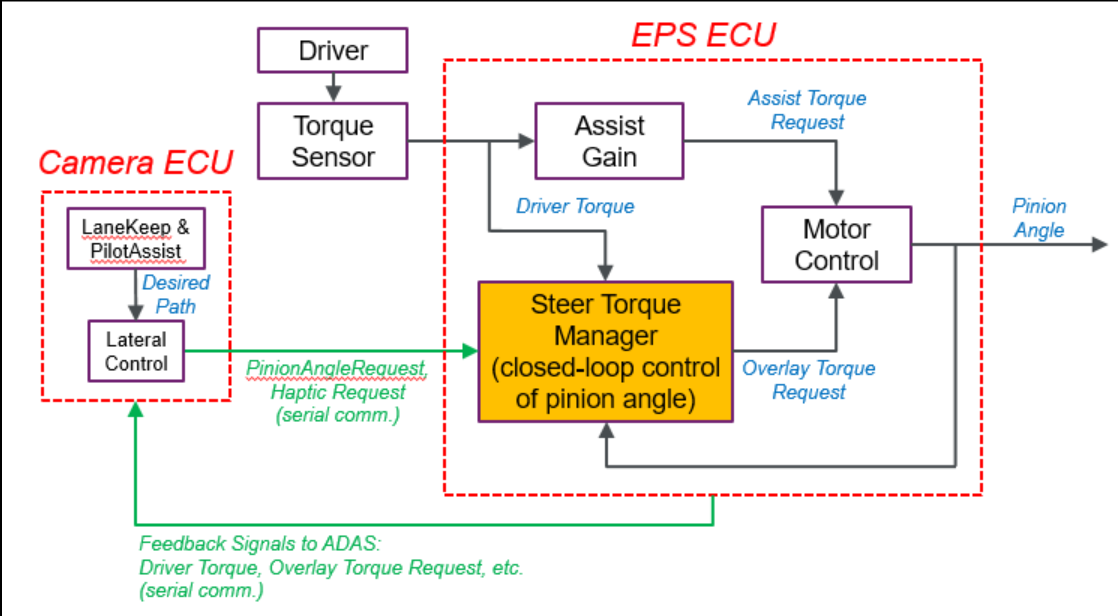 EPS ECU
Driver
Torque
Sensor
Assist
Gain
Assist Torque
Request
Camera ECU
LaneKeep &
PilotAssist
Desired
Path
Lateral
Control
Driver Torque
Motor
Control
Pinion
Angle
Steer Torque
Manager
(closed-loop control
of pinion angle)
PinionAngleRequest,
Haptic Request
(serial comm.)
Overlay Torque
Request
Feedback Signals to ADAS:
Driver Torque, Overlay Torque Request, etc.
(serial comm.)